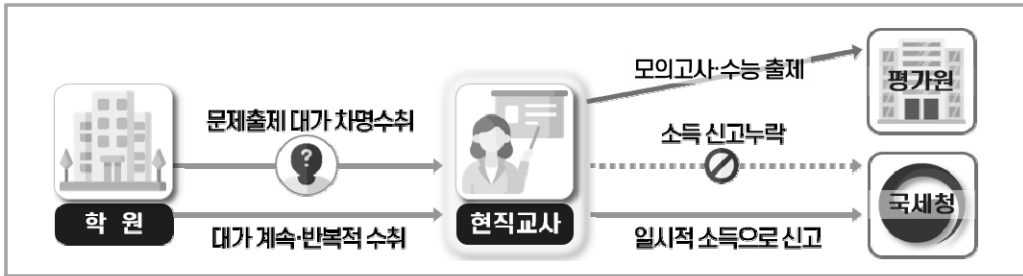 모의고사·수능 출제
평가원
문제출제 대가 차명수취
소득 신고누락
?
국세청
학 원
현직교사
대가 계속·반복적 수취
일시적 소득으로 신고